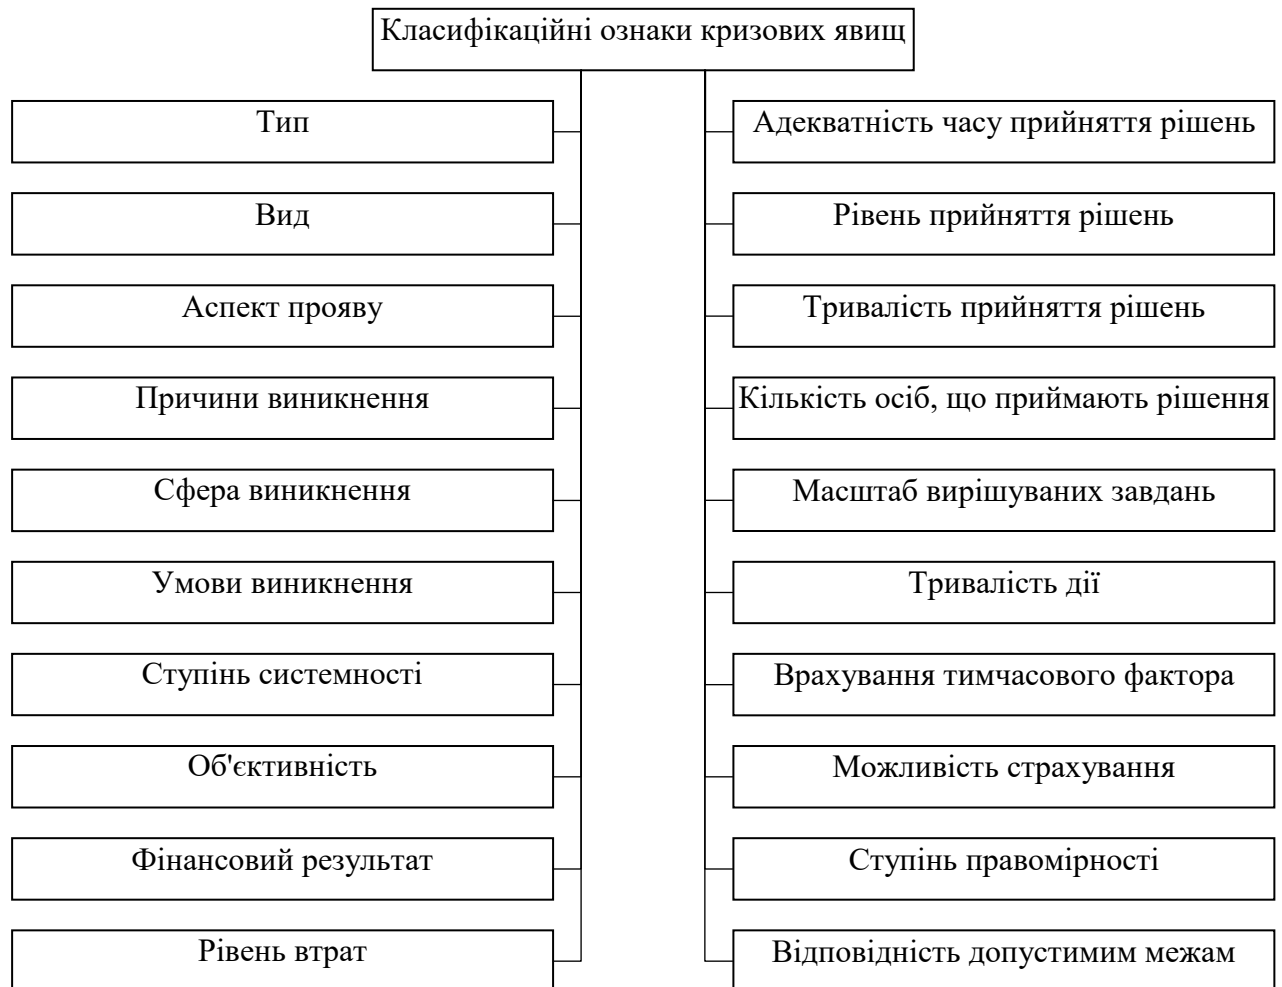 Класифікаційні ознаки кризових явищ
Тип
Вид
Аспект прояву
Причини виникнення
Сфера виникнення
Умови виникнення
Ступінь системності
Об'єктивність
Фінансовий результат
Рівень втрат
Адекватність часу прийняття рішень
Рівень прийняття рішень
Тривалість прийняття рішень
Кількість осіб, що приймають рішення
Масштаб вирішуваних завдань
Тривалість дії
Врахування тимчасового фактора
Можливість страхування
Ступінь правомірності
Відповідність допустимим межам